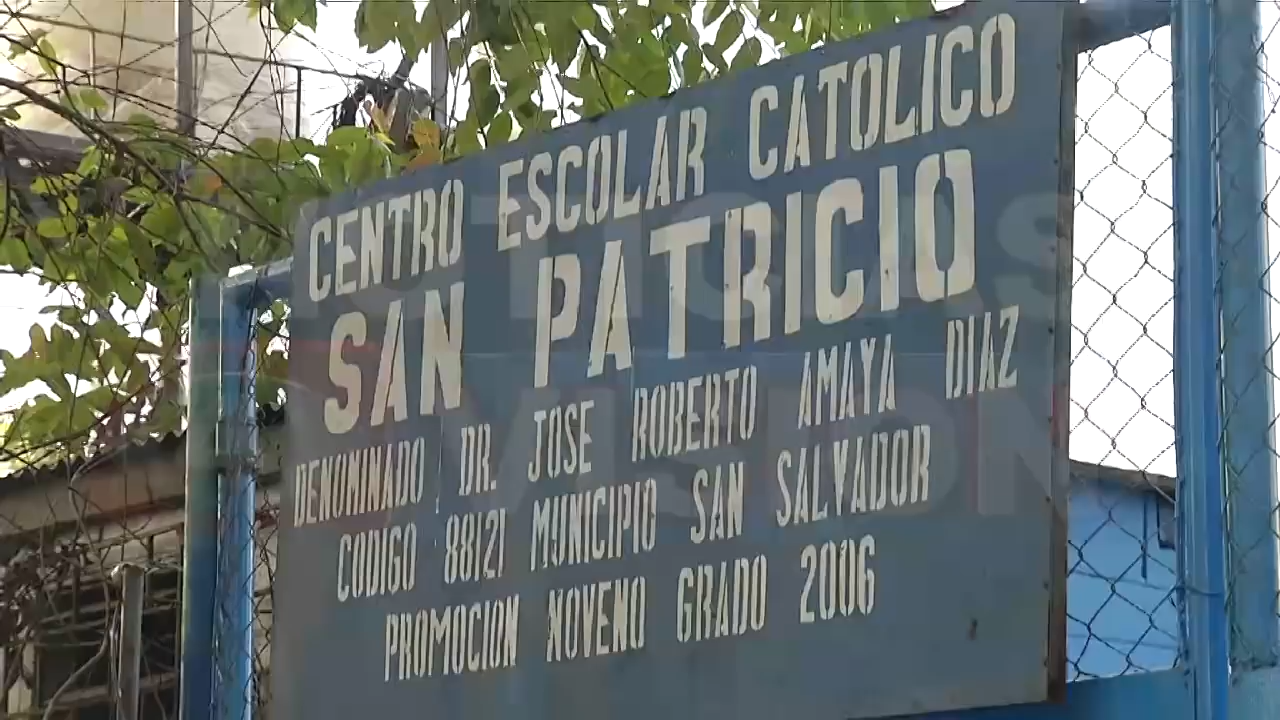 CENTRO ESCOLAR CATOLICO
SAN PATRICIO
DENOMINADO DR. JOSE ROBERTO AMAYA DIAZ
CODIGO 88121 MUNICIPIO SAN SALVADOR
PROMOCION NOVENO GRADO 2006